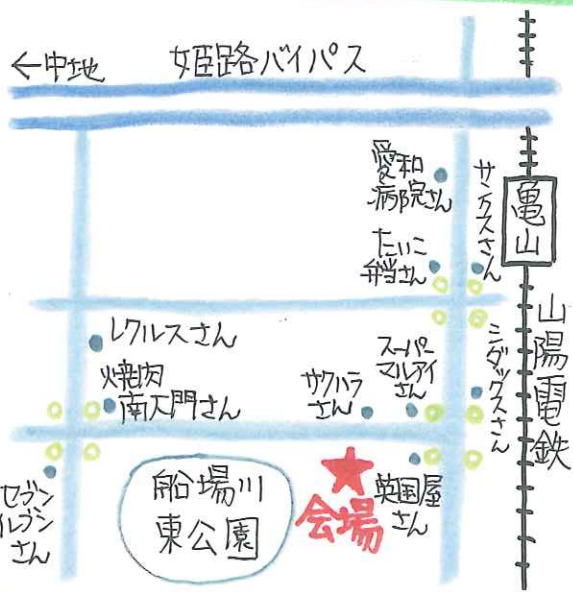 ←中地
姫路バイパス
愛和
病院さん
サンクスさん
亀山
たいこ
弁当さん
山陽電鉄
レクルスさん
スーパー
マルアイ
さん
シダックスさん
焼肉
南大門さん
サクハラ
さん
セブン
イレブン
さん
船場川
東公園
会場
英国屋
さん